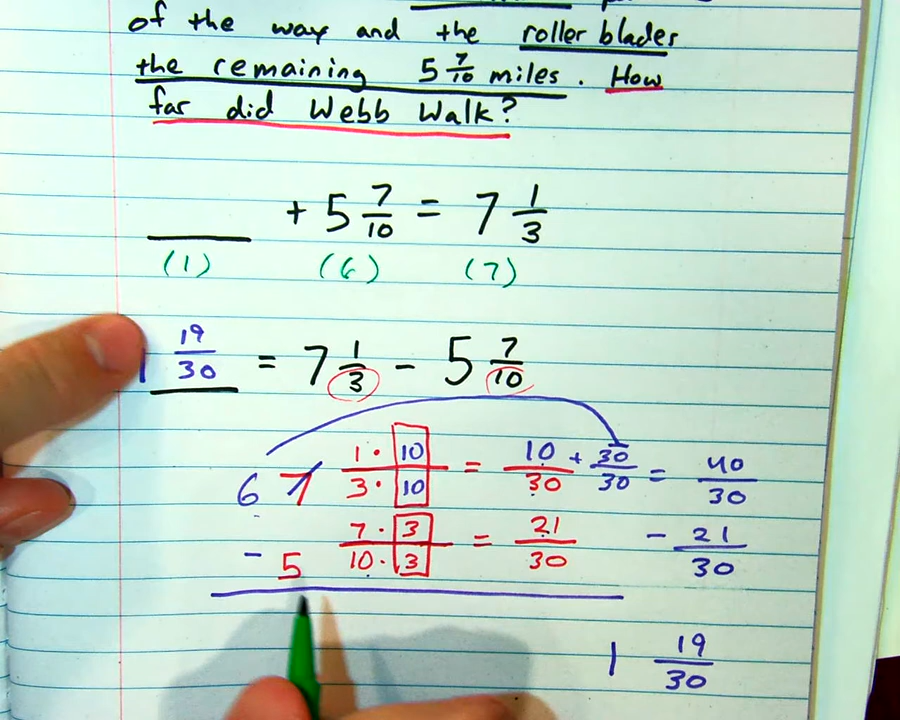 of the way and the roller blades
the remaining 5 7/10 miles. How
far did Webb Walk?
___ + 5 7/10 = 7 1/3
(1) (6) (7)
1 19/30 = 7 1/3 - 5 7/10
6 7 1·10/3·10 = 10/30 + 30/30 = 40/30
- 5 7·3/10·3 = 21/30 - 21/30
1 19/30